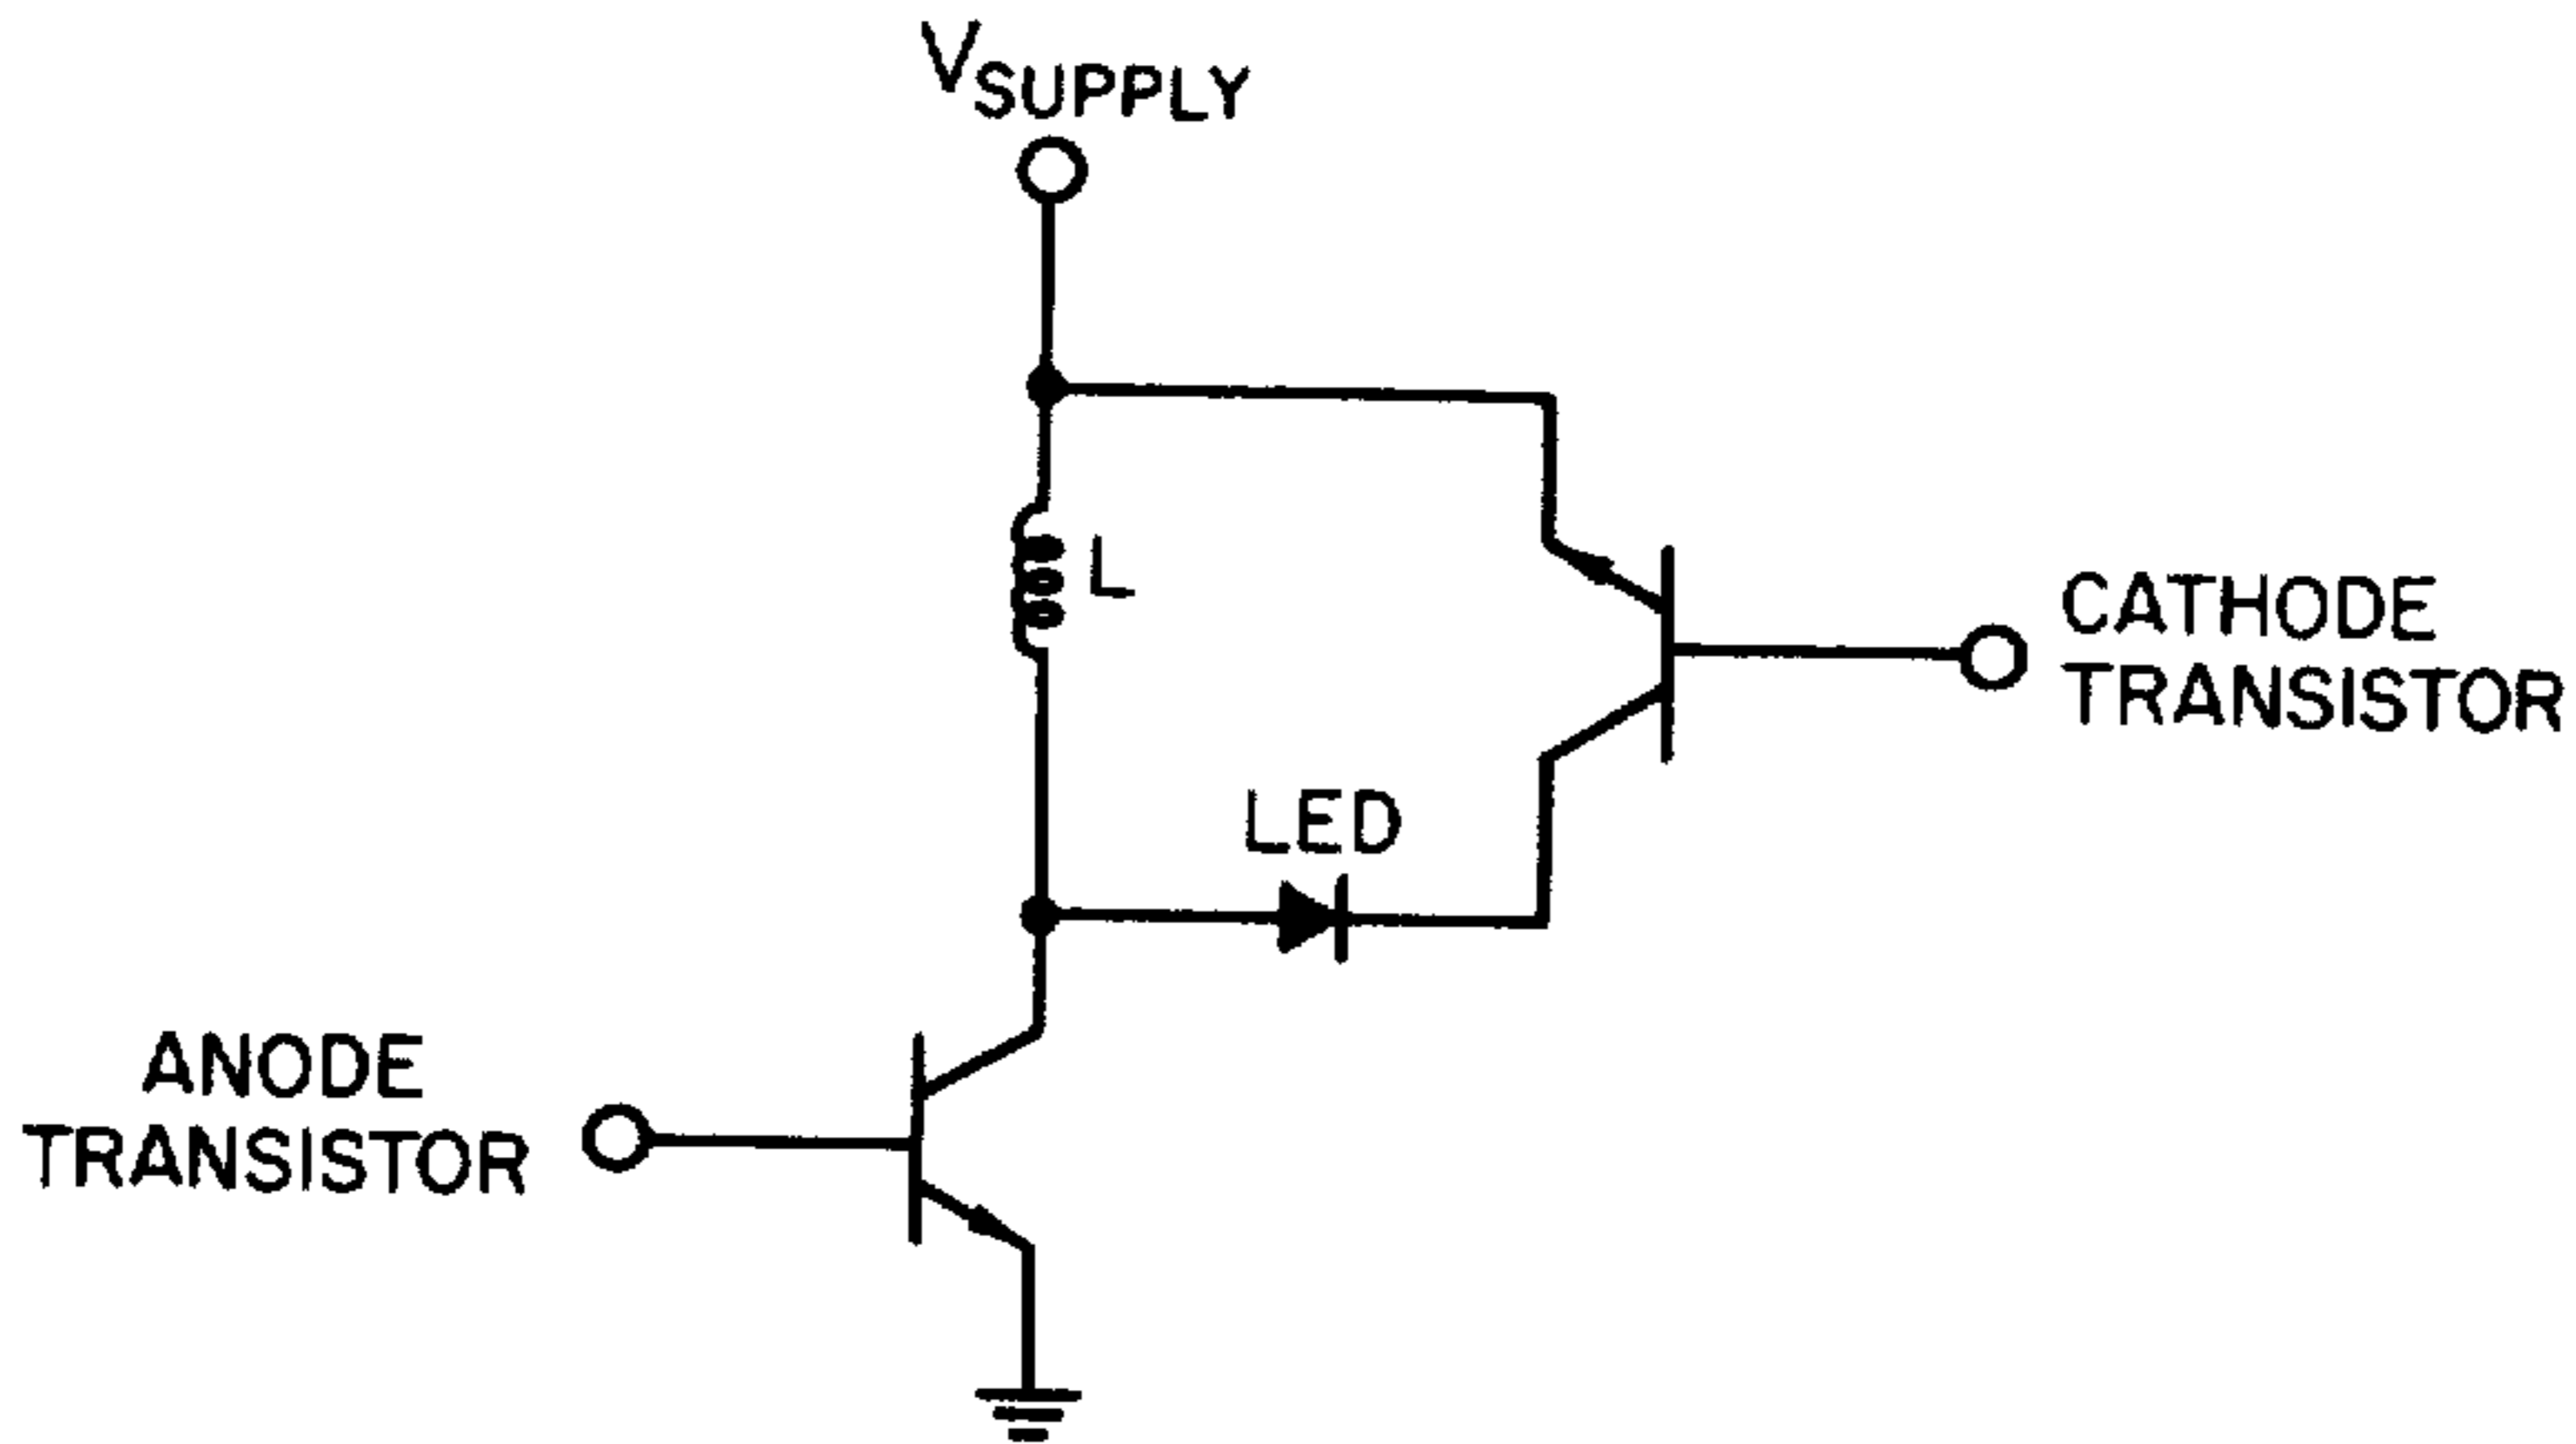 VSUPPLY
L
CATHODE
TRANSISTOR
LED
ANODE
TRANSISTOR